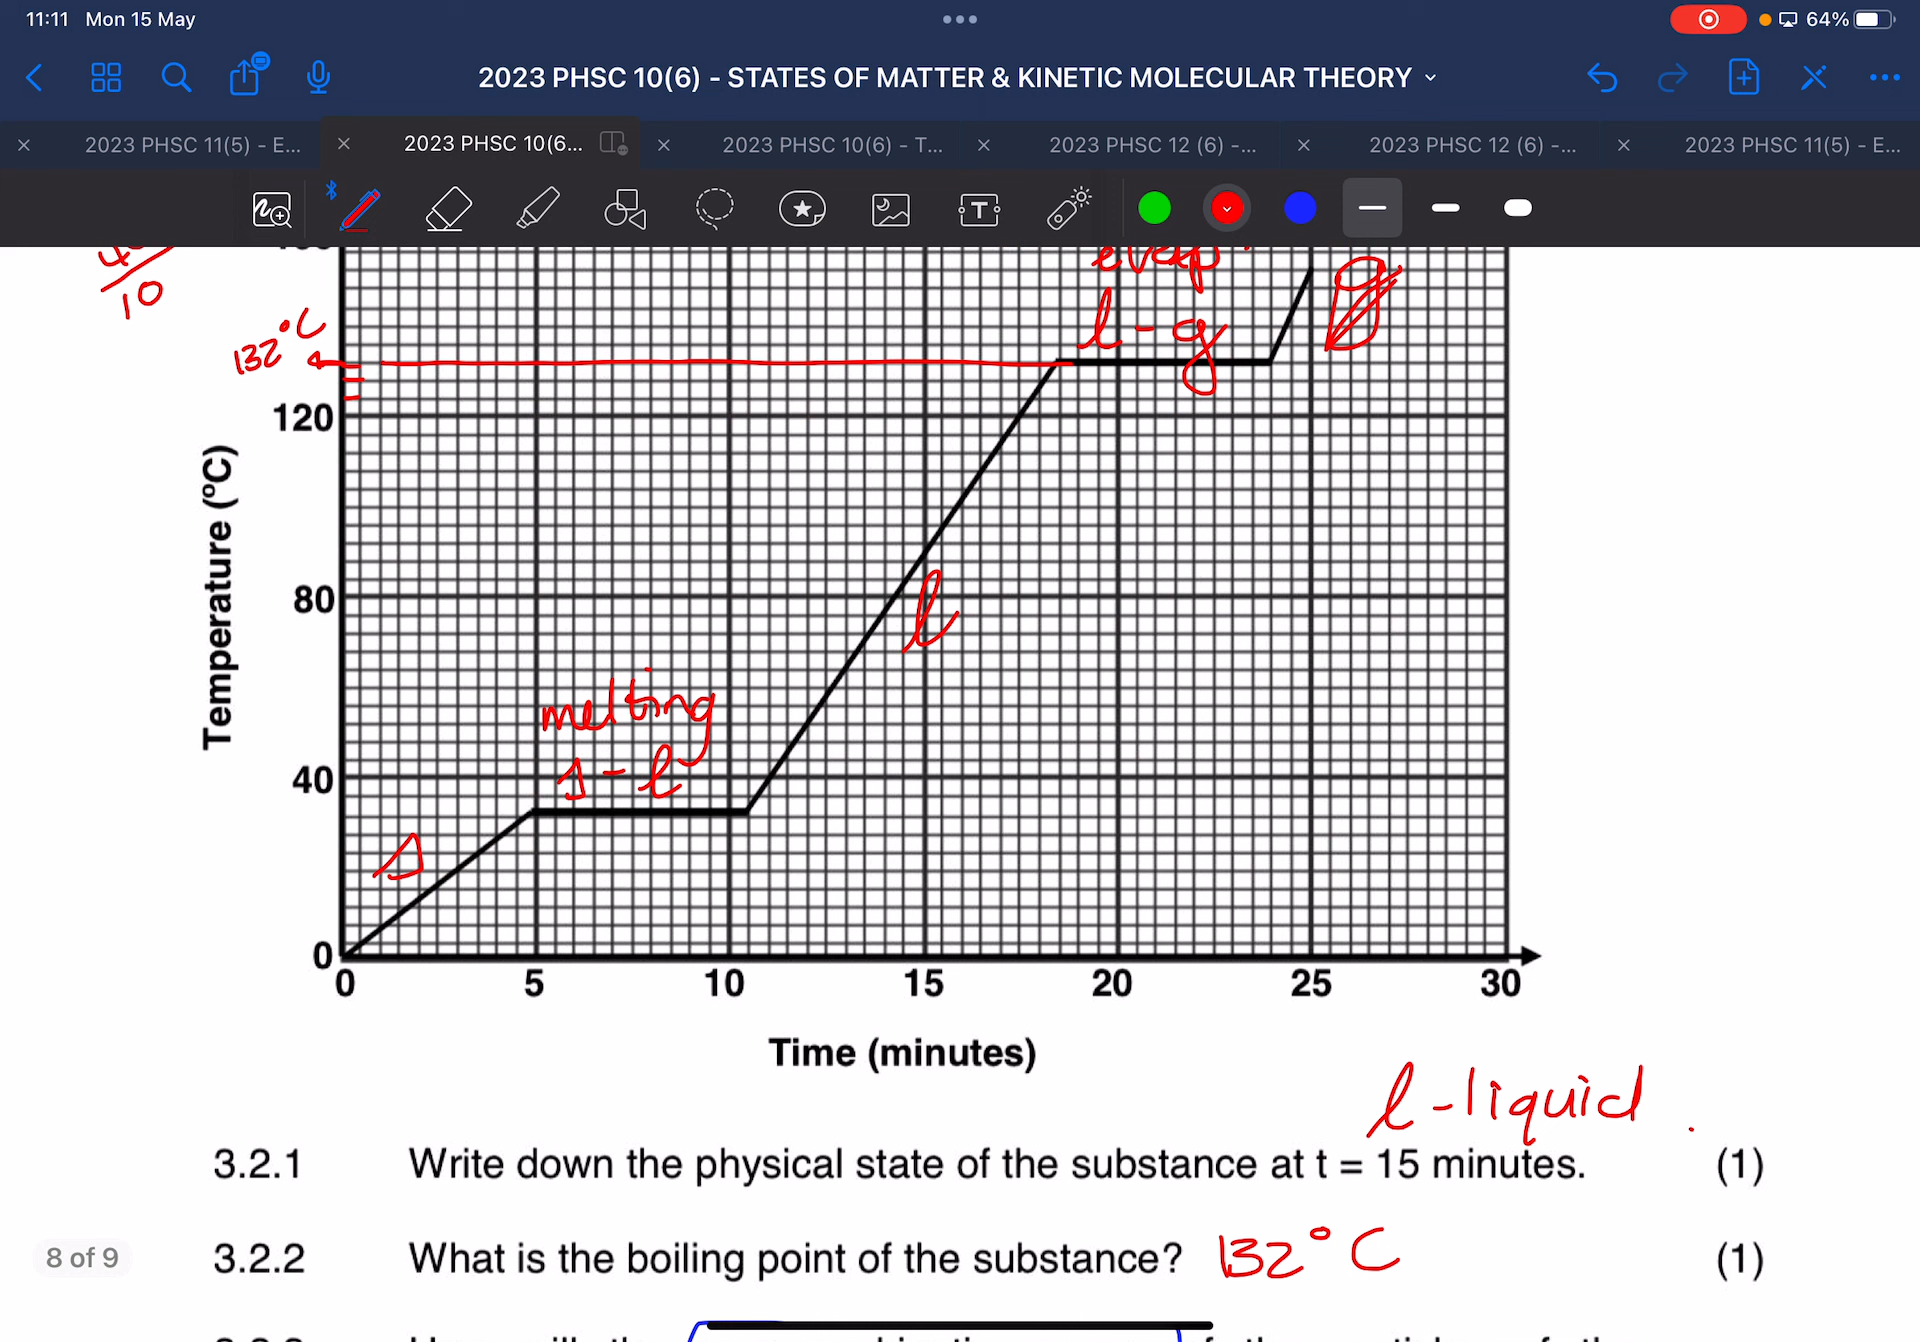 11:11 Mon 15 May
64%
2023 PHSC 10(6) - STATES OF MATTER & KINETIC MOLECULAR THEORY
2023 PHSC 11(5) - E...
2023 PHSC 10(6...
2023 PHSC 10(6) - T...
2023 PHSC 12 (6) -...
2023 PHSC 12 (6) -...
2023 PHSC 11(5) - E...
T
evap
10
l - g
132°C
120
Temperature (ºC)
80
l
melting
s - l
40
s
0
0 5 10 15 20 25 30
Time (minutes)
l - liquid
3.2.1 Write down the physical state of the substance at t = 15 minutes. (1)
3.2.2 What is the boiling point of the substance? 132°C (1)
8 of 9